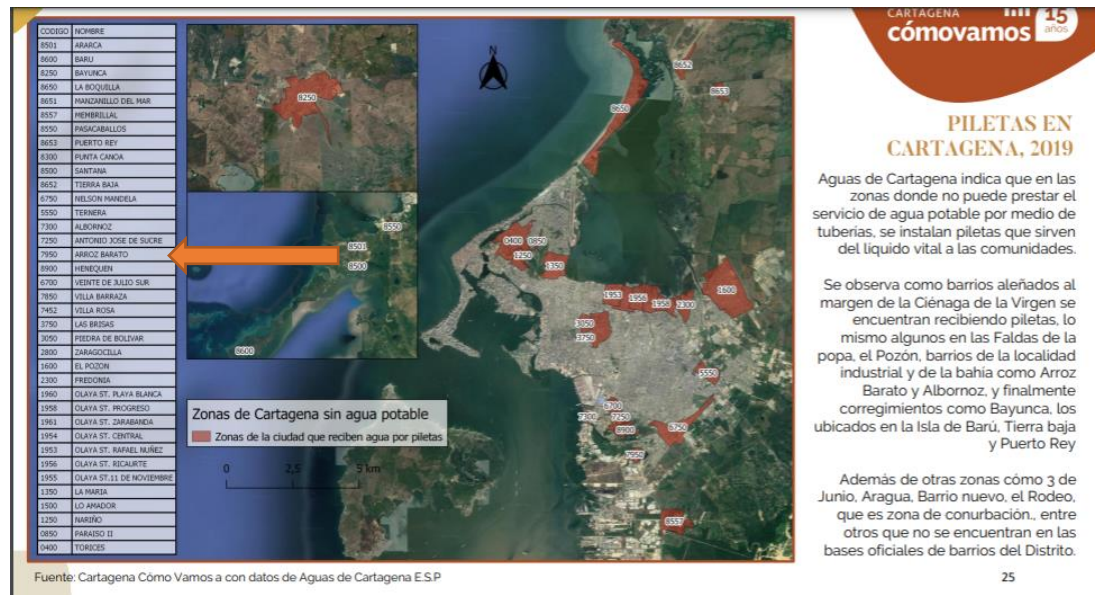 CODIGO NOMBRE
8501 ARARCA
8600 BARU
8250 BAYUNCA
8650 LA BOQUILLA
8651 MANZANILLO DEL MAR
8557 MEMBRILLAL
8550 PASACABALLOS
8653 PUERTO REY
8300 PUNTA CANOA
8500 SANTANA
8652 TIERRA BAJA
6750 NELSON MANDELA
5550 TERNERA
7300 ALBORNOZ
7250 ANTONIO JOSE DE SUCRE
7950 ARROZ BARATO
8900 HENEQUEN
6700 VEINTE DE JULIO SUR
7850 VILLA BARRAZA
7452 VILLA ROSA
3750 LAS BRISAS
3050 PIEDRA DE BOLIVAR
2800 ZARAGOCILLA
1600 EL POZON
2300 FREDONIA
1960 OLAYA ST. PLAYA BLANCA
1958 OLAYA ST. PROGRESO
1961 OLAYA ST. ZARABANDA
1954 OLAYA ST. CENTRAL
1953 OLAYA ST. RAFAEL NUÑEZ
1956 OLAYA ST. RICAURTE
1955 OLAYA ST.11 DE NOVIEMBRE
1350 LA MARIA
1500 LO AMADOR
1250 NARIÑO
0850 PARAISO II
0400 TORICES
8250
8550
8501
8500
8600
Zonas de Cartagena sin agua potable
Zonas de la ciudad que reciben agua por piletas
0 2,5 5 km
N
8652
8653
8650
0400 0850
1250
1350
1953 1956 1958 2300
1600
3050
3750
5550
6700
7300 7250
8900
6750
7950
8557
CARTAGENA
cómovamos
15
años
PILETAS EN
CARTAGENA, 2019
Aguas de Cartagena indica que en las
zonas donde no puede prestar el
servicio de agua potable por medio de
tuberías, se instalan piletas que sirven
del liquido vital a las comunidades.
Se observa como barrios aleñados al
margen de la Ciénaga de la Virgen se
encuentran recibiendo piletas, lo
mismo algunos en las Faldas de la
popa, el Pozón, barrios de la localidad
industrial y de la bahía como Arroz
Barato y Albornoz, y finalmente
corregimientos como Bayunca, los
ubicados en la Isla de Barú, Tierra baja
y Puerto Rey
Además de otras zonas cómo 3 de
Junio, Aragua, Barrio nuevo, el Rodeo,
que es zona de conurbación., entre
otros que no se encuentran en las
bases oficiales de barrios del Distrito.
Fuente: Cartagena Cómo Vamos a con datos de Aguas de Cartagena E.S.P
25